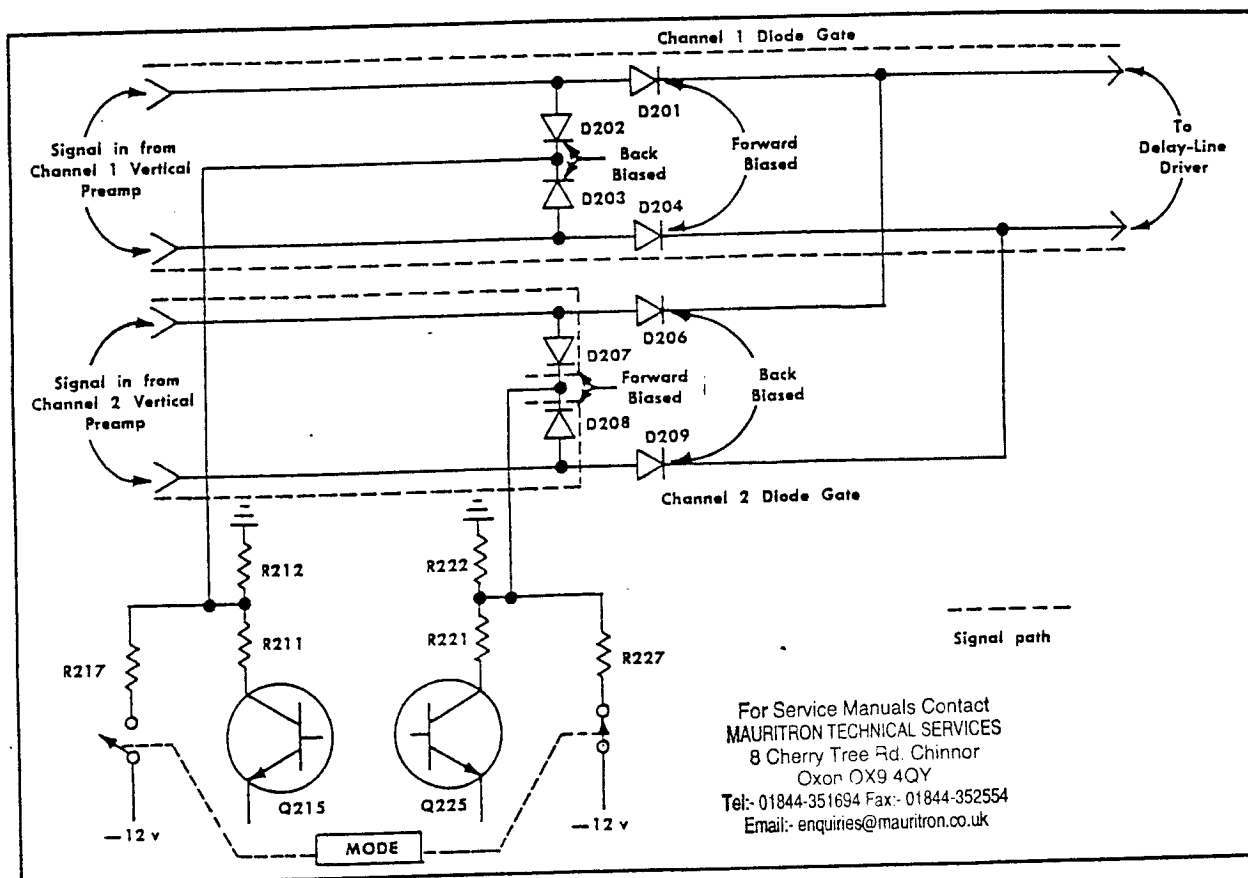 Channel 1 Diode Gate
D201
D202
Signal in from
Channel 1 Vertical
Preamp
Back
Biased
Forward
Biased
To
Delay-Line
Driver
D203
D204
D206
D207
Signal in from
Channel 2 Vertical
Preamp
Forward
Biased
Back
Biased
D208
D209
Channel 2 Diode Gate
R212
R222
R211
R221
R217
R227
Signal path
Q215
Q225
—12 v
—12 v
MODE
For Service Manuals Contact
MAURITRON TECHNICAL SERVICES
8 Cherry Tree Rd. Chinnor
Oxon OX9 4QY
Tel:- 01844-351694 Fax:- 01844-352554
Email:- enquiries@mauritron.co.uk